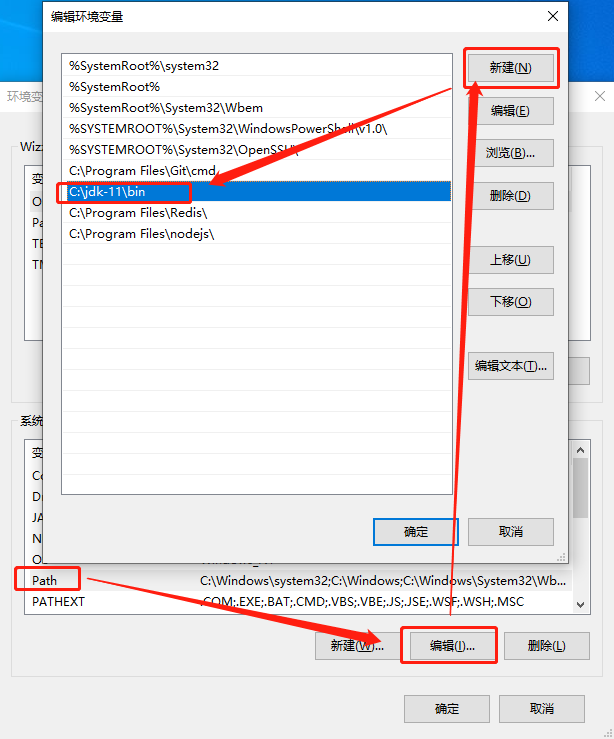 编辑环境变量
%SystemRoot%\system32
%SystemRoot%
%SystemRoot%\System32\Wbem
%SYSTEMROOT%\System32\WindowsPowerShell\v1.0\
%SYSTEMROOT%\System32\OpenSSH\
C:\Program Files\Git\cmd
C:\jdk-11\bin
C:\Program Files\Redis\
C:\Program Files\nodejs\
新建(N)
编辑(E)
浏览(B)...
删除(D)
上移(U)
下移(O)
编辑文本(T)...
确定
取消
环境变
Wiz
变
O
Pa
TE
TM
系统
变
Co
Dr
JA
N
Path
C:\Windows\system32;C:\Windows;C:\Windows\System32\Wb...
PATHEXT
.COM;.EXE;.BAT;.CMD;.VBS;.VBE;.JS;.JSE;.WSF;.WSH;.MSC
新建(W)...
编辑(I)...
删除(L)
确定
取消